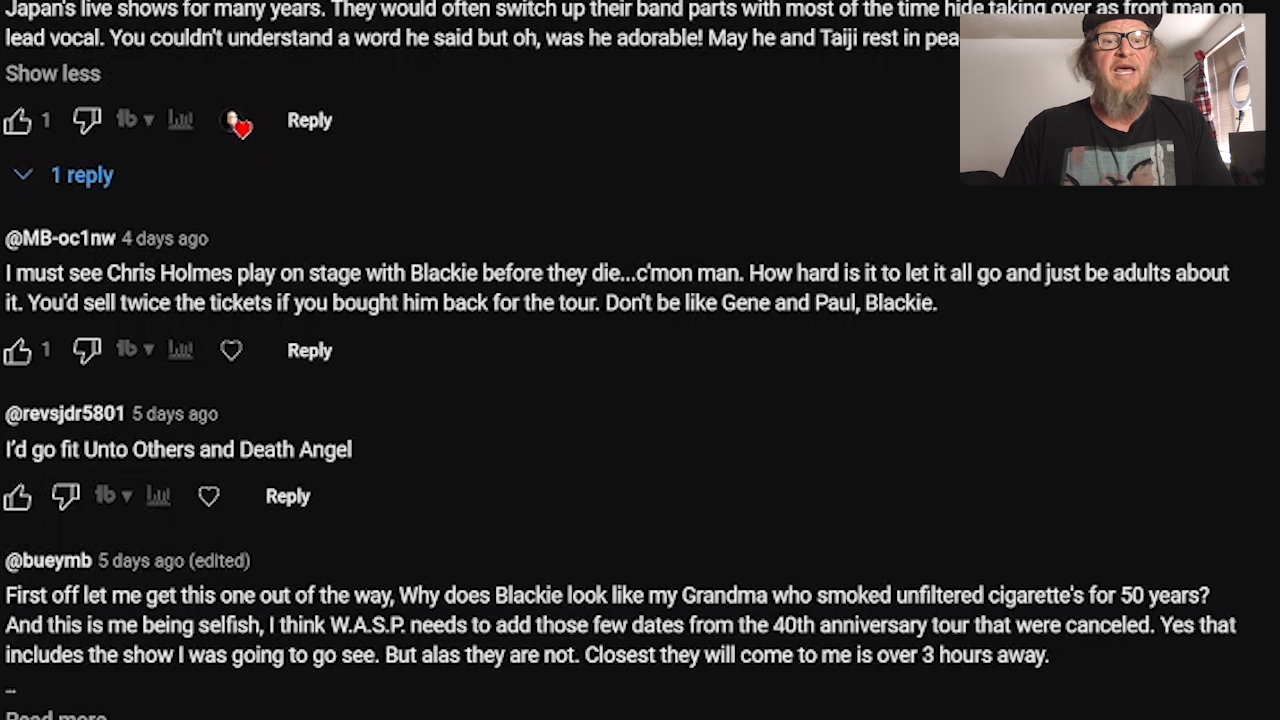 Japan's live shows for many years. They would often switch up their band parts with most of the time hide taking over as front man on
lead vocal. You couldn't understand a word he said but oh, was he adorable! May he and Taiji rest in pea
Show less
1
Reply
1 reply
@MB-oc1nw 4 days ago
I must see Chris Holmes play on stage with Blackie before they die...c'mon man. How hard is it to let it all go and just be adults about
it. You'd sell twice the tickets if you bought him back for the tour. Don't be like Gene and Paul, Blackie.
1
Reply
@revsjdr5801 5 days ago
I'd go fit Unto Others and Death Angel
Reply
@bueymb 5 days ago (edited)
First off let me get this one out of the way, Why does Blackie look like my Grandma who smoked unfiltered cigarette's for 50 years?
And this is me being selfish, I think W.A.S.P. needs to add those few dates from the 40th anniversary tour that were canceled. Yes that
includes the show I was going to go see. But alas they are not. Closest they will come to me is over 3 hours away.
...
Read more